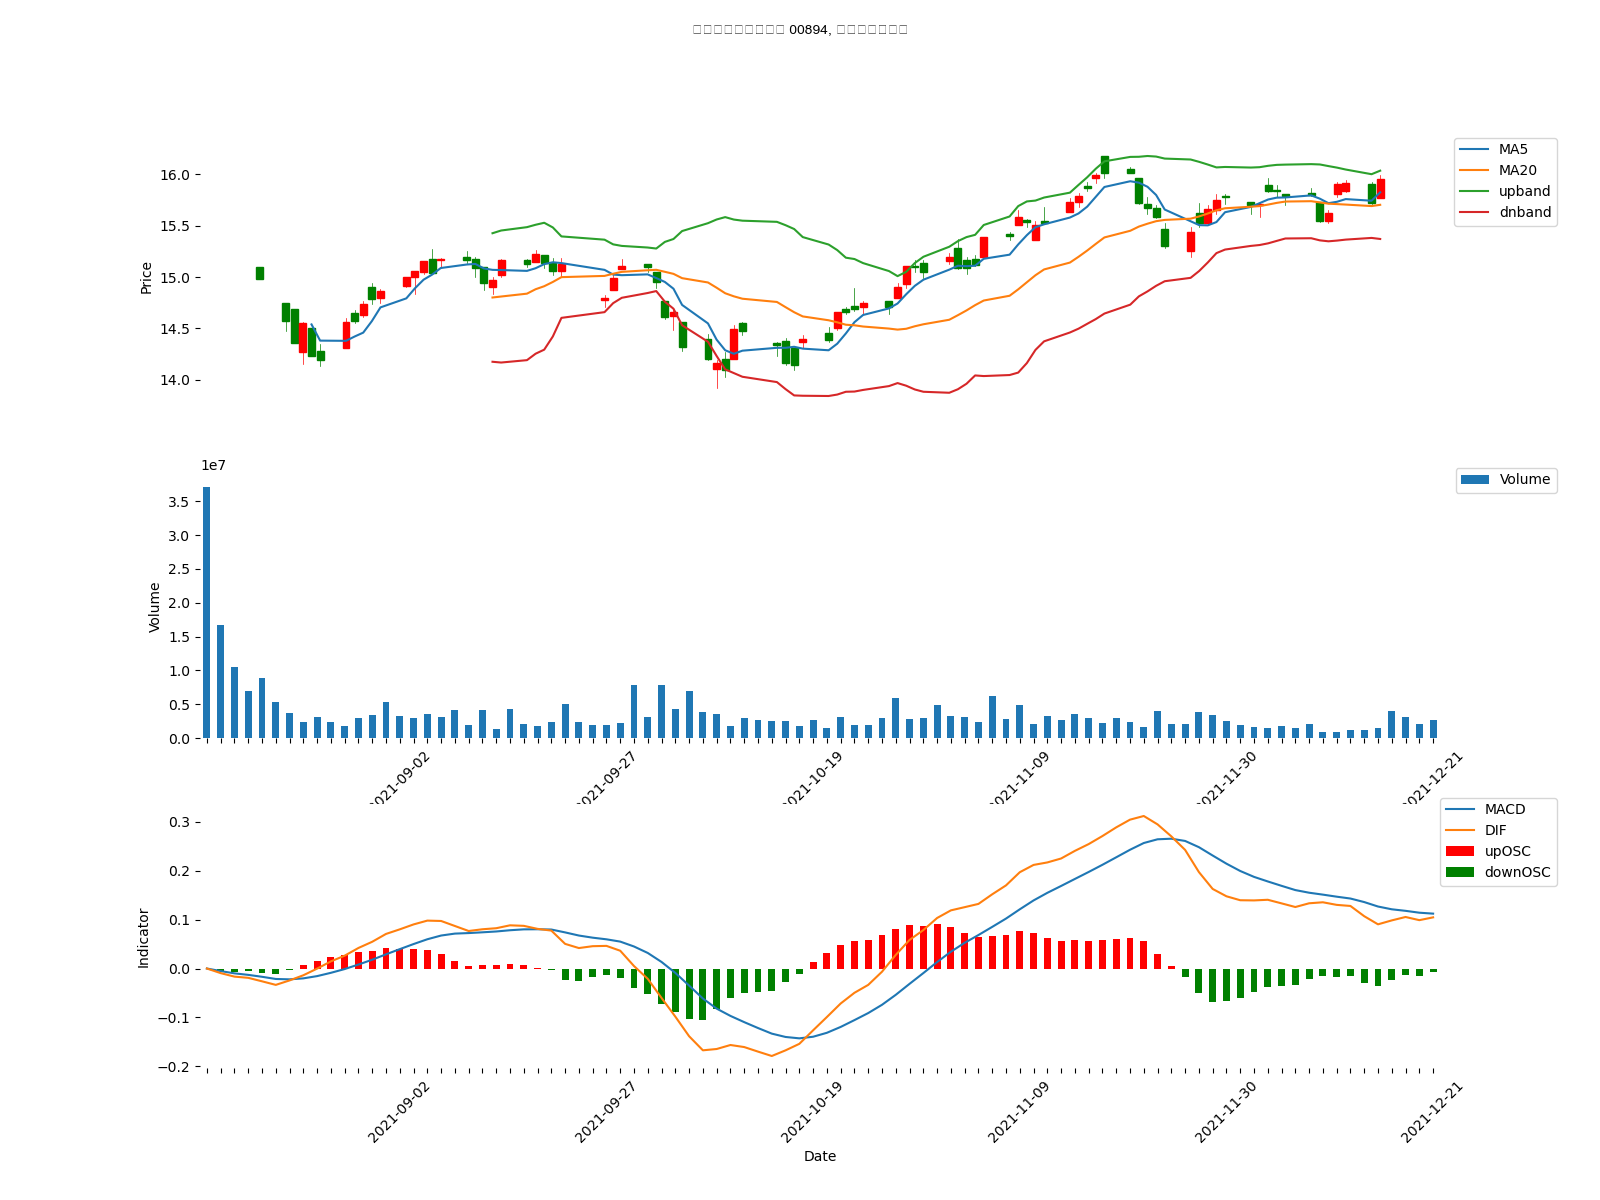 00894,
MA5
MA20
upband
dnband
Price
16.0
15.5
15.0
14.5
14.0
1e7
Volume
Volume
3.5
3.0
2.5
2.0
1.5
1.0
0.5
0.0
2021-09-02
2021-09-27
2021-10-19
2021-11-09
2021-11-30
2021-12-21
MACD
DIF
upOSC
downOSC
Indicator
0.3
0.2
0.1
0.0
−0.1
−0.2
2021-09-02
2021-09-27
2021-10-19
2021-11-09
2021-11-30
2021-12-21
Date